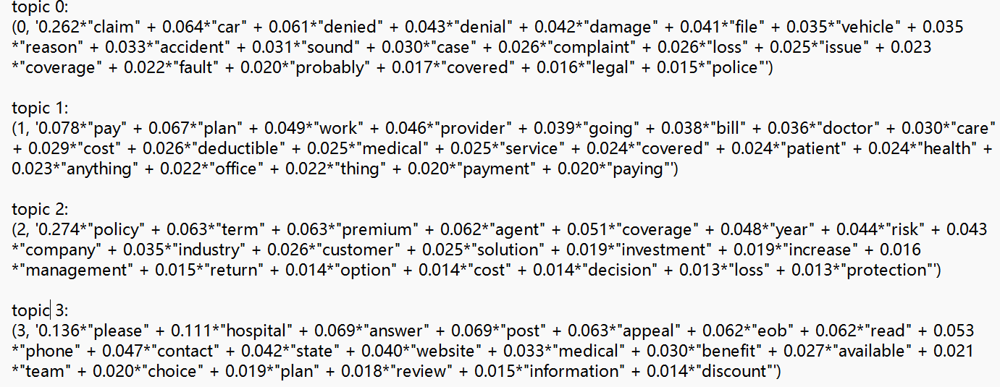 topic 0:
(0, '0.262*"claim" + 0.064*"car" + 0.061*"denied" + 0.043*"denial" + 0.042*"damage" + 0.041*"file" + 0.035*"vehicle" + 0.035
*"reason" + 0.033*"accident" + 0.031*"sound" + 0.030*"case" + 0.026*"complaint" + 0.026*"loss" + 0.025*"issue" + 0.023
*"coverage" + 0.022*"fault" + 0.020*"probably" + 0.017*"covered" + 0.016*"legal" + 0.015*"police"')
topic 1:
(1, '0.078*"pay" + 0.067*"plan" + 0.049*"work" + 0.046*"provider" + 0.039*"going" + 0.038*"bill" + 0.036*"doctor" + 0.030*"care"
+ 0.029*"cost" + 0.026*"deductible" + 0.025*"medical" + 0.025*"service" + 0.024*"covered" + 0.024*"patient" + 0.024*"health" +
0.023*"anything" + 0.022*"office" + 0.022*"thing" + 0.020*"payment" + 0.020*"paying"')
topic 2:
(2, '0.274*"policy" + 0.063*"term" + 0.063*"premium" + 0.062*"agent" + 0.051*"coverage" + 0.048*"year" + 0.044*"risk" + 0.043
*"company" + 0.035*"industry" + 0.026*"customer" + 0.025*"solution" + 0.019*"investment" + 0.019*"increase" + 0.016
*"management" + 0.015*"return" + 0.014*"option" + 0.014*"cost" + 0.014*"decision" + 0.013*"loss" + 0.013*"protection"')
topic 3:
(3, '0.136*"please" + 0.111*"hospital" + 0.069*"answer" + 0.069*"post" + 0.063*"appeal" + 0.062*"eob" + 0.062*"read" + 0.053
*"phone" + 0.047*"contact" + 0.042*"state" + 0.040*"website" + 0.033*"medical" + 0.030*"benefit" + 0.027*"available" + 0.021
*"team" + 0.020*"choice" + 0.019*"plan" + 0.018*"review" + 0.015*"information" + 0.014*"discount"')